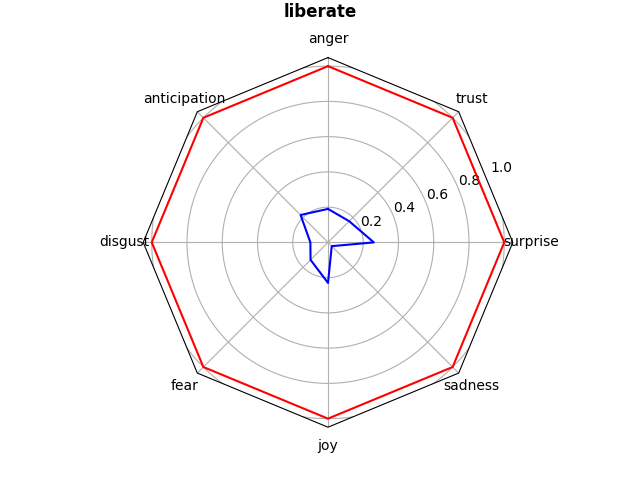 liberate
anger
anticipation
trust
1.0
0.8
0.6
0.4
0.2
disgust
surprise
fear
sadness
joy